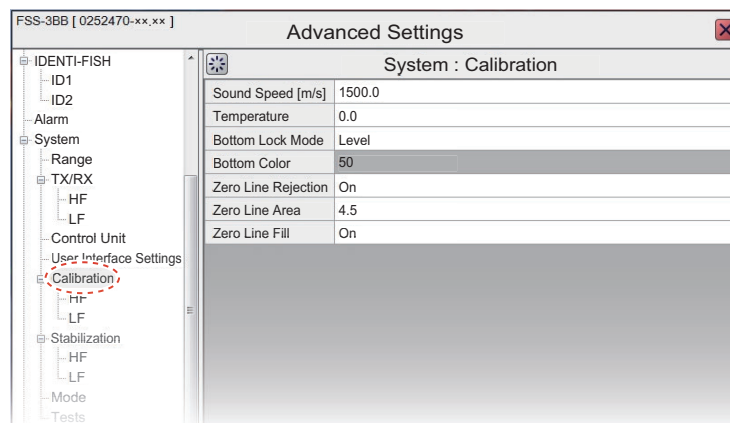 FSS-3BB [ 0252470-××.×× ]
Advanced Settings
IDENTI-FISH
ID1
ID2
Alarm
System
Range
TX/RX
HF
LF
Control Unit
User Interface Settings
Calibration
HF
LF
Stabilization
HF
LF
Mode
Tests
System : Calibration
Sound Speed [m/s] 1500.0
Temperature 0.0
Bottom Lock Mode Level
Bottom Color 50
Zero Line Rejection On
Zero Line Area 4.5
Zero Line Fill On